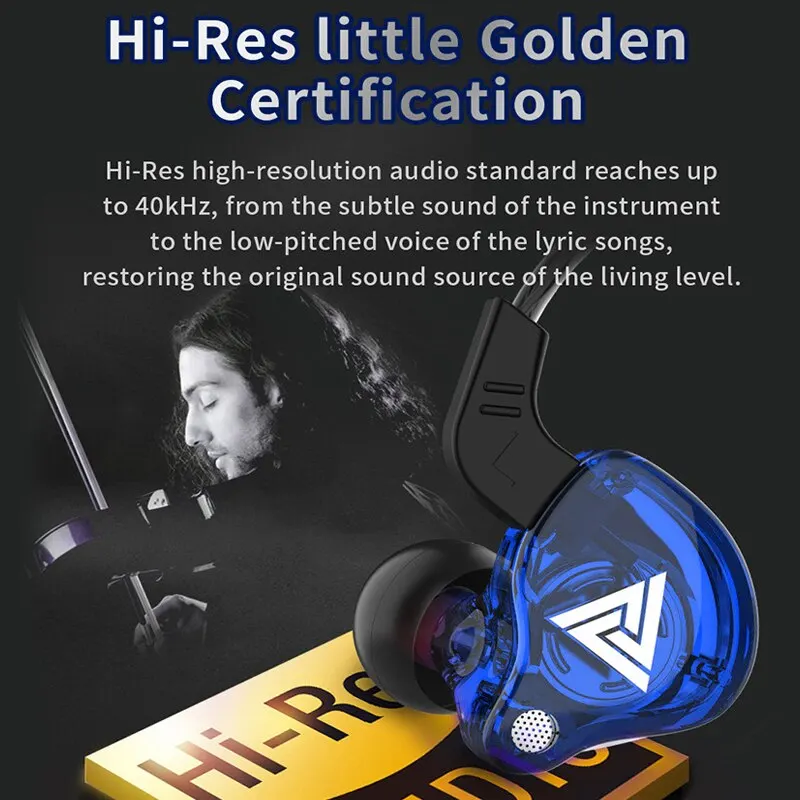 Hi-Res little Golden
Certification
Hi-Res high-resolution audio standard reaches up
to 40kHz, from the subtle sound of the instrument
to the low-pitched voice of the lyric songs,
restoring the original sound source of the living level.
L
Hi-Re